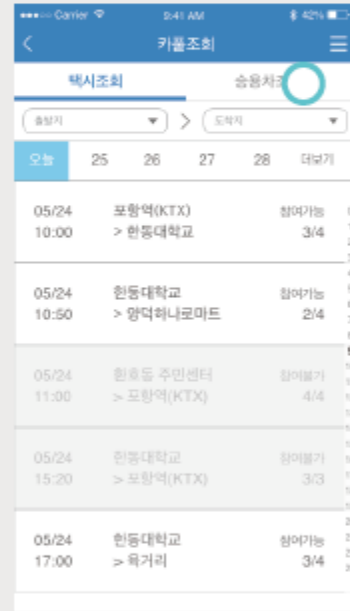 Carrier 9:41 AM 42%
카풀조회
택시조회 승용차조
출발지 > 도착지
오늘 25 26 27 28 더보기
05/24 포항역(KTX) 참여가능
10:00 > 한동대학교 3/4
05/24 한동대학교 참여가능
10:50 > 양덕하나로마트 2/4
05/24 환호동 주민센터 참여불가
11:00 > 포항역(KTX) 4/4
05/24 한동대학교 참여불가
15:20 > 포항역(KTX) 3/3
05/24 한동대학교 참여가능
17:00 > 육거리 3/4